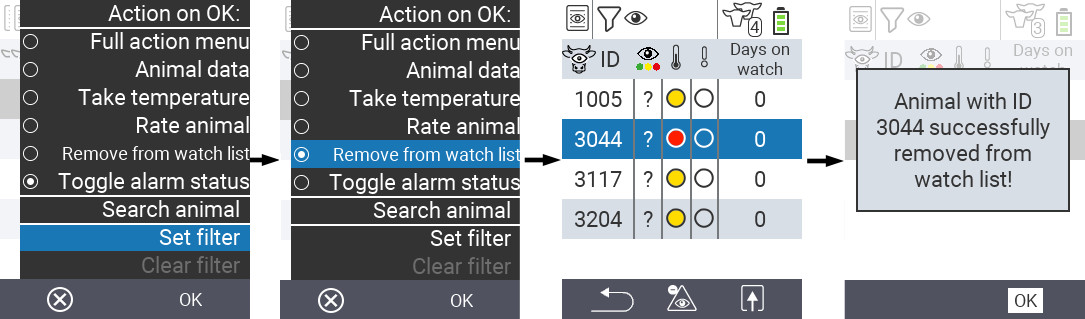 Action on OK:
Full action menu
Animal data
Take temperature
Rate animal
Remove from watch list
Toggle alarm status
Search animal
Set filter
Clear filter
OK
Action on OK:
Full action menu
Animal data
Take temperature
Rate animal
Remove from watch list
Toggle alarm status
Search animal
Set filter
Clear filter
OK
4
ID
Days on
watch
1005 ? 0
3044 ? 0
3117 ? 0
3204 ? 0
3
ID
Days on
watch
Animal with ID
3044 successfully
removed from
watch list!
OK